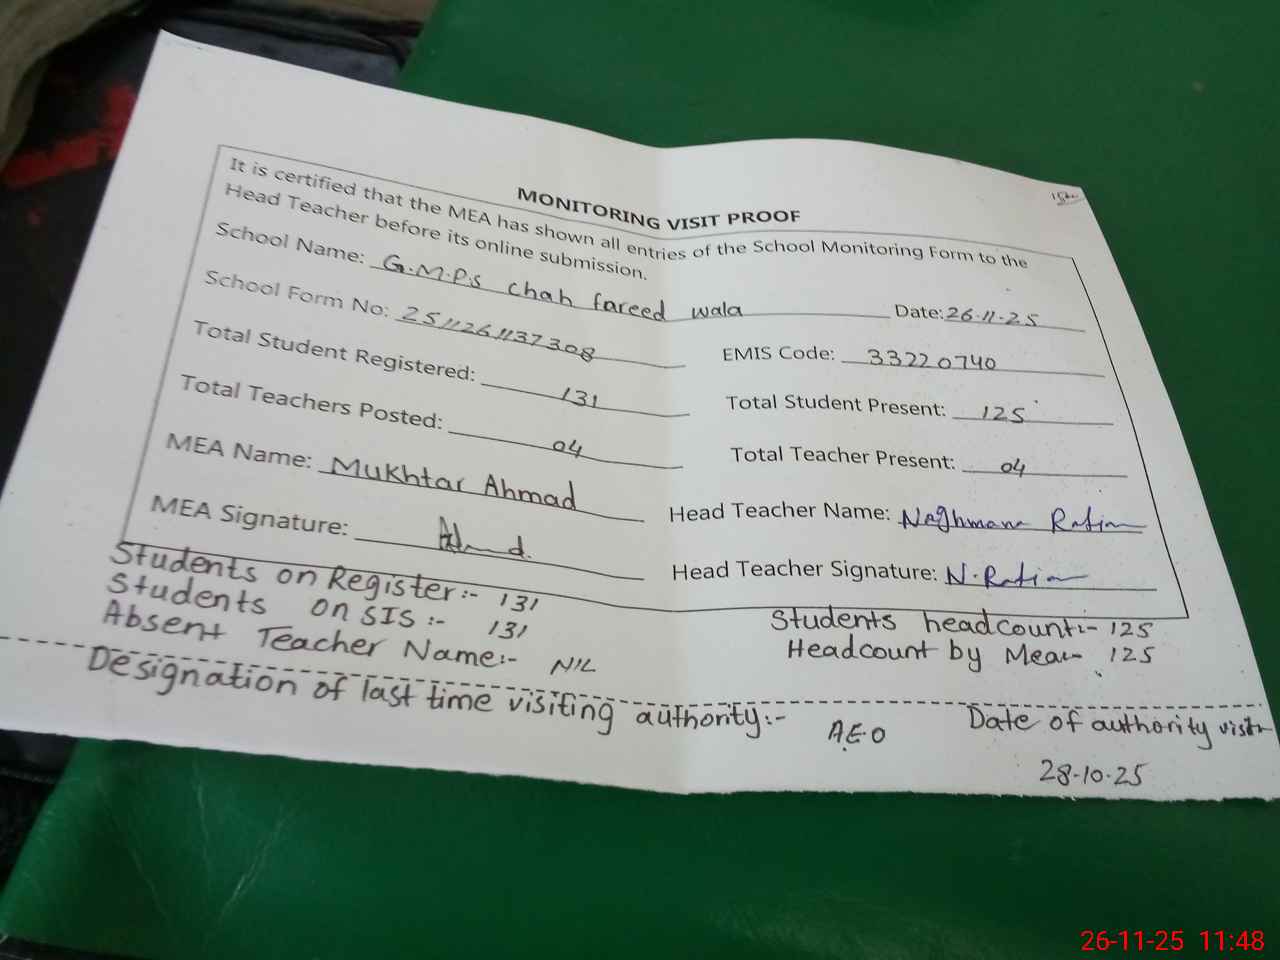 MONITORING VISIT PROOF
It is certified that the MEA has shown all entries of the School Monitoring Form to the
Head Teacher before its online submission.
School Name: G.M.P.S chah fareed wala Date: 26-11-25
School Form No: 2511261137308 EMIS Code: 33220740
Total Student Registered: 131 Total Student Present: 125
Total Teachers Posted: 04 Total Teacher Present: 04
MEA Name: Mukhtar Ahmad Head Teacher Name: Naghmana
MEA Signature: Head Teacher Signature: N.
Students on Register:- 131 Students headcount:- 125
Students on SIS:- 131 Headcount by Mea:- 125
Absent Teacher Name:- NIL
Designation of last time visiting authority:- A.E.O Date of authority visit
28-10-25
26-11-25 11:48